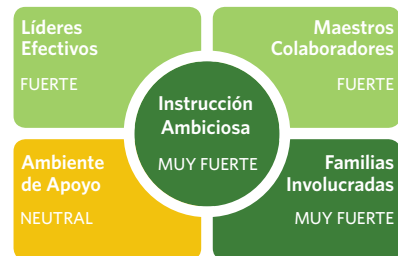 Líderes
Efectivos
FUERTE
Maestros
Colaboradores
FUERTE
Instrucción
Ambiciosa
MUY FUERTE
Ambiente
de Apoyo
NEUTRAL
Familias
Involucradas
MUY FUERTE